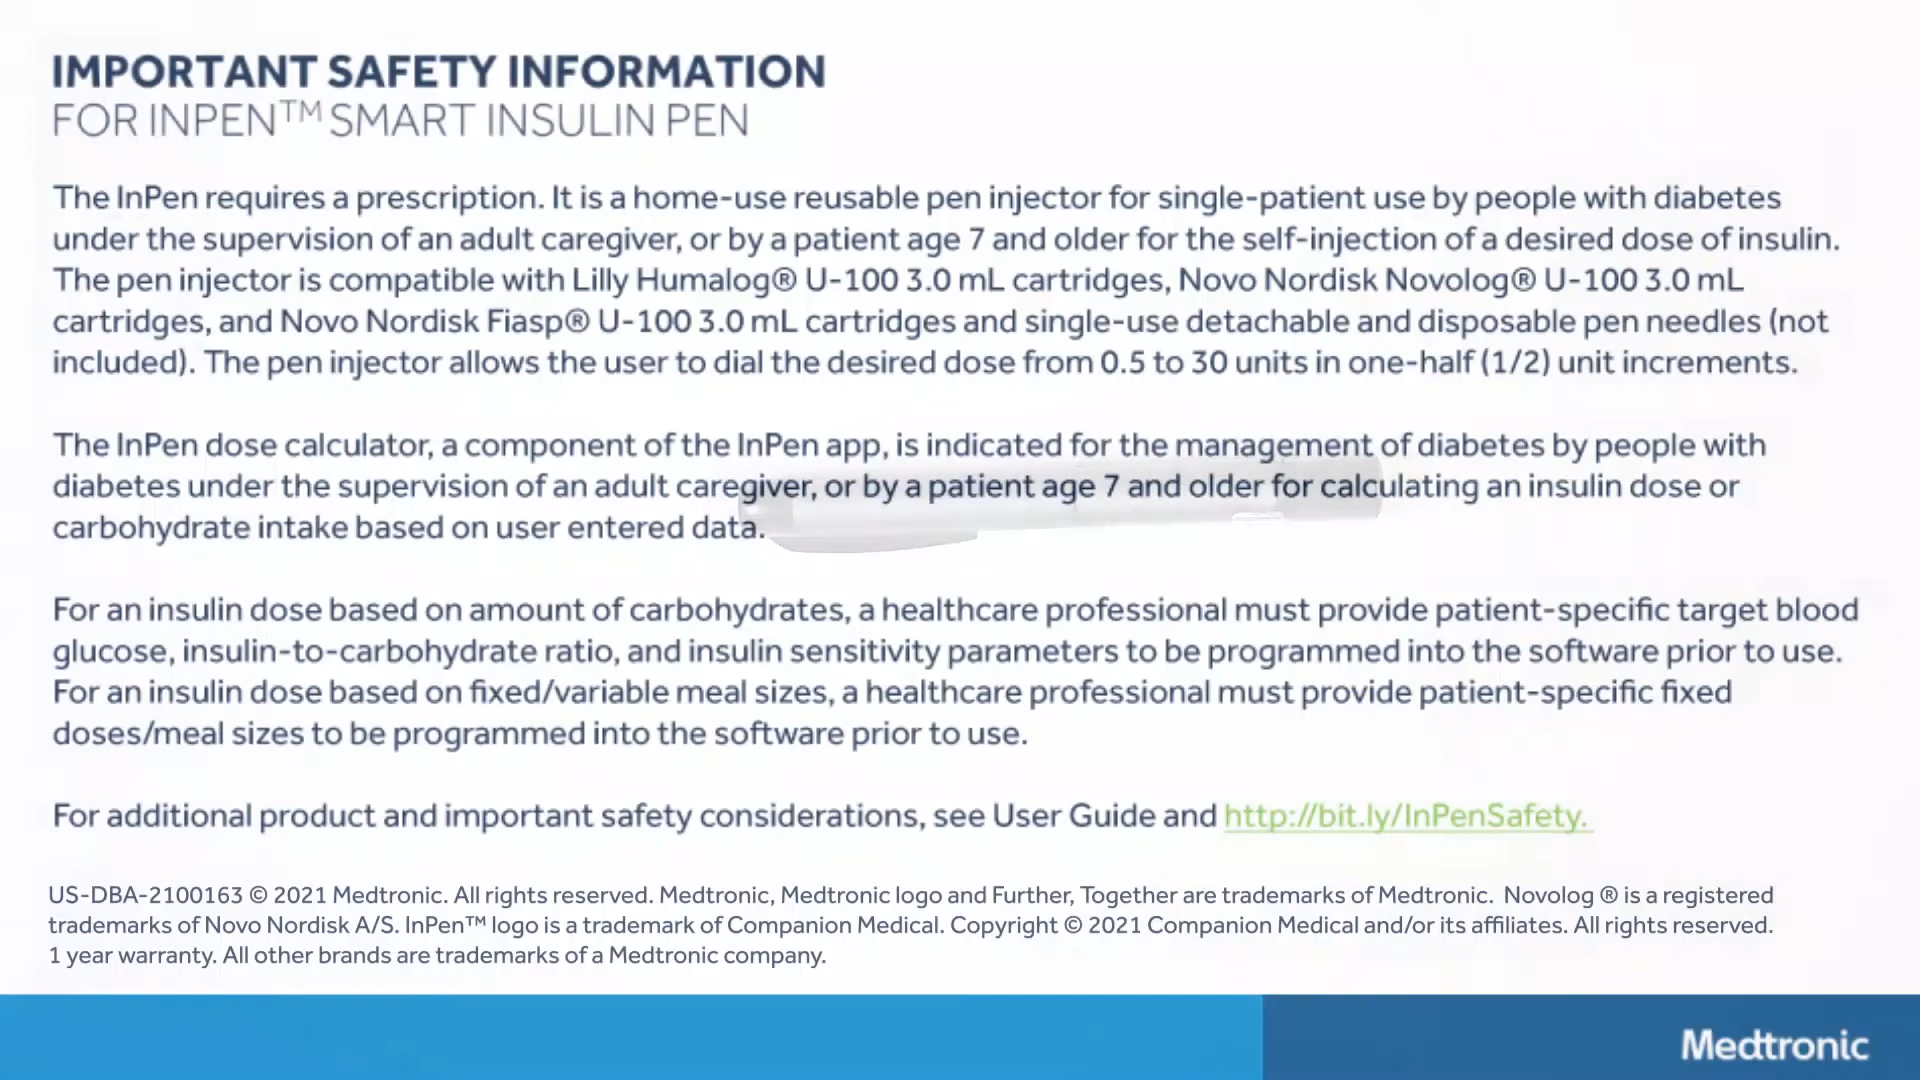 IMPORTANT SAFETY INFORMATION
FOR INPEN™ SMART INSULIN PEN
The InPen requires a prescription. It is a home-use reusable pen injector for single-patient use by people with diabetes
under the supervision of an adult caregiver, or by a patient age 7 and older for the self-injection of a desired dose of insulin.
The pen injector is compatible with Lilly Humalog® U-100 3.0 mL cartridges, Novo Nordisk Novolog® U-100 3.0 mL
cartridges, and Novo Nordisk Fiasp® U-100 3.0 mL cartridges and single-use detachable and disposable pen needles (not
included). The pen injector allows the user to dial the desired dose from 0.5 to 30 units in one-half (1/2) unit increments.
The InPen dose calculator, a component of the InPen app, is indicated for the management of diabetes by people with
diabetes under the supervision of an adult caregiver, or by a patient age 7 and older for calculating an insulin dose or
carbohydrate intake based on user entered data.
For an insulin dose based on amount of carbohydrates, a healthcare professional must provide patient-specific target blood
glucose, insulin-to-carbohydrate ratio, and insulin sensitivity parameters to be programmed into the software prior to use.
For an insulin dose based on fixed/variable meal sizes, a healthcare professional must provide patient-specific fixed
doses/meal sizes to be programmed into the software prior to use.
For additional product and important safety considerations, see User Guide and http://bit.ly/InPenSafety.
US-DBA-2100163 © 2021 Medtronic. All rights reserved. Medtronic, Medtronic logo and Further, Together are trademarks of Medtronic. Novolog ® is a registered
trademarks of Novo Nordisk A/S. InPen™ logo is a trademark of Companion Medical. Copyright © 2021 Companion Medical and/or its affiliates. All rights reserved.
1 year warranty. All other brands are trademarks of a Medtronic company.
Medtronic